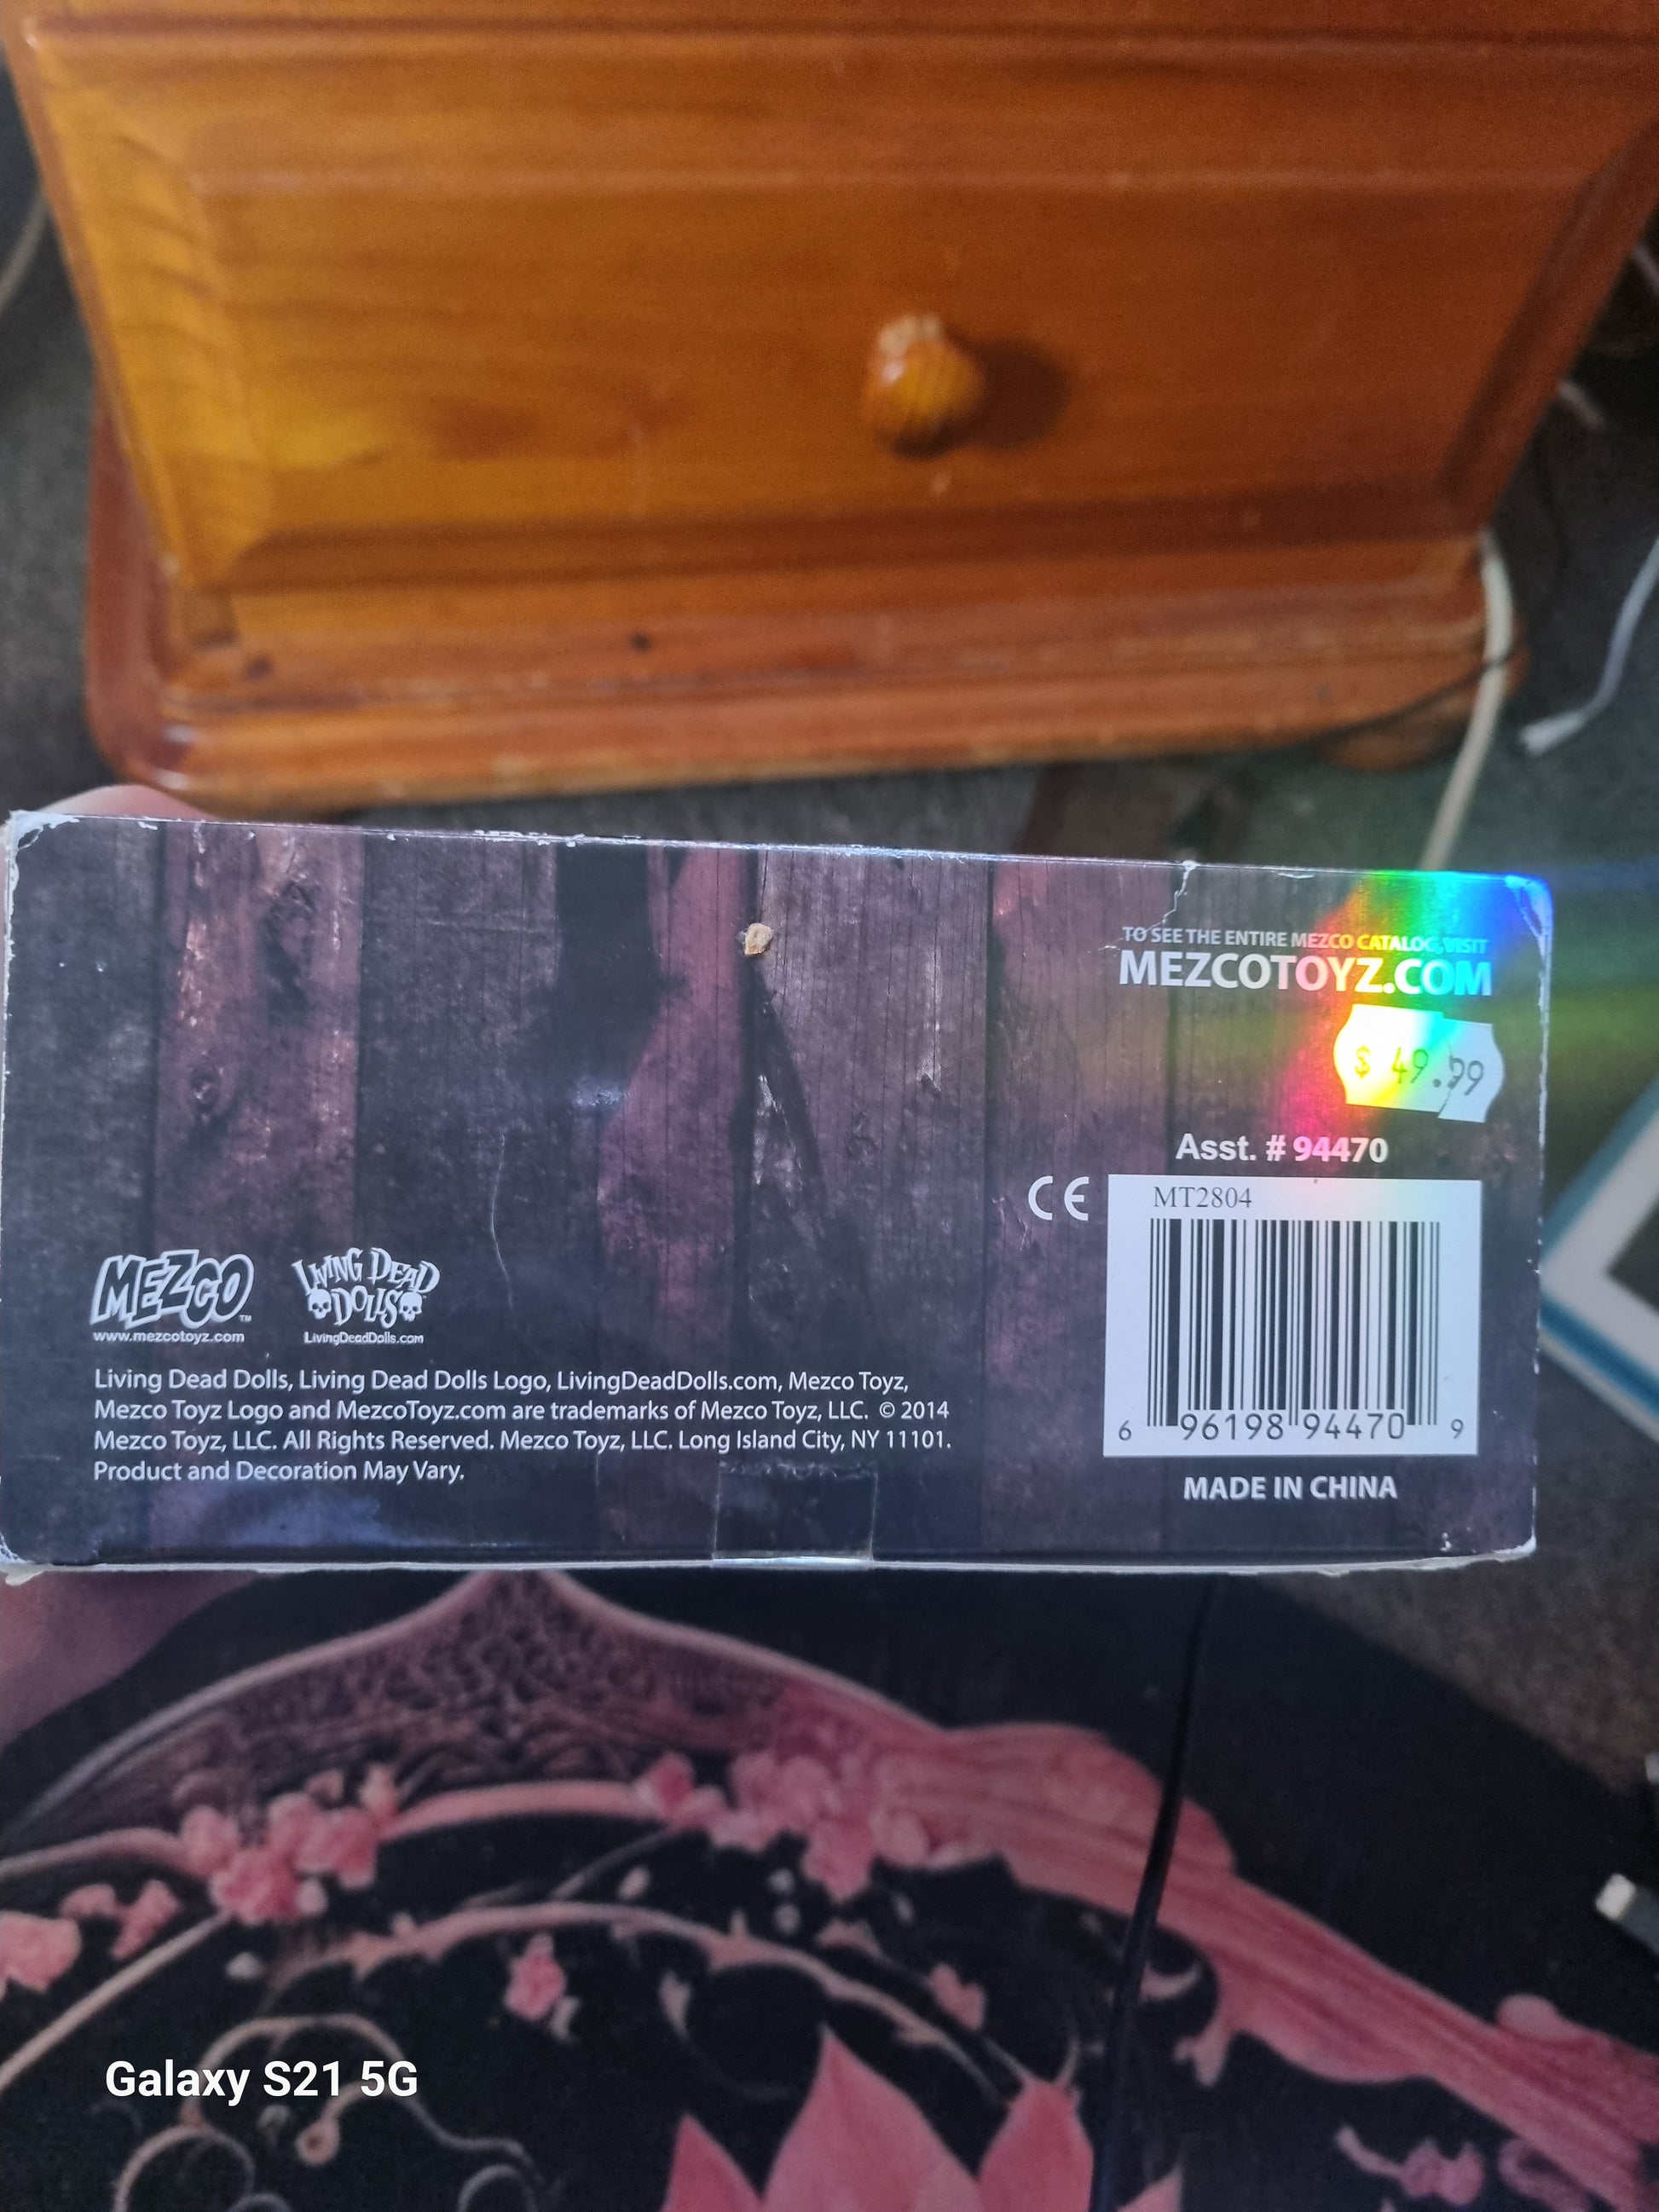 TO SEE THE ENTIRE MEZCO CATALOG, VISIT
MEZCOTOYZ.COM
$ 49.99
Asst. # 94470
CE
MT2804
6 96198 94470 9
MADE IN CHINA
MEZCO™
www.mezcotoyz.com
LIVING DEAD
DOLLS™
LivingDeadDolls.com
Living Dead Dolls, Living Dead Dolls Logo, LivingDeadDolls.com, Mezco Toyz,
Mezco Toyz Logo and MezcoToyz.com are trademarks of Mezco Toyz, LLC. © 2014
Mezco Toyz, LLC. All Rights Reserved. Mezco Toyz, LLC. Long Island City, NY 11101.
Product and Decoration May Vary.
Galaxy S21 5G